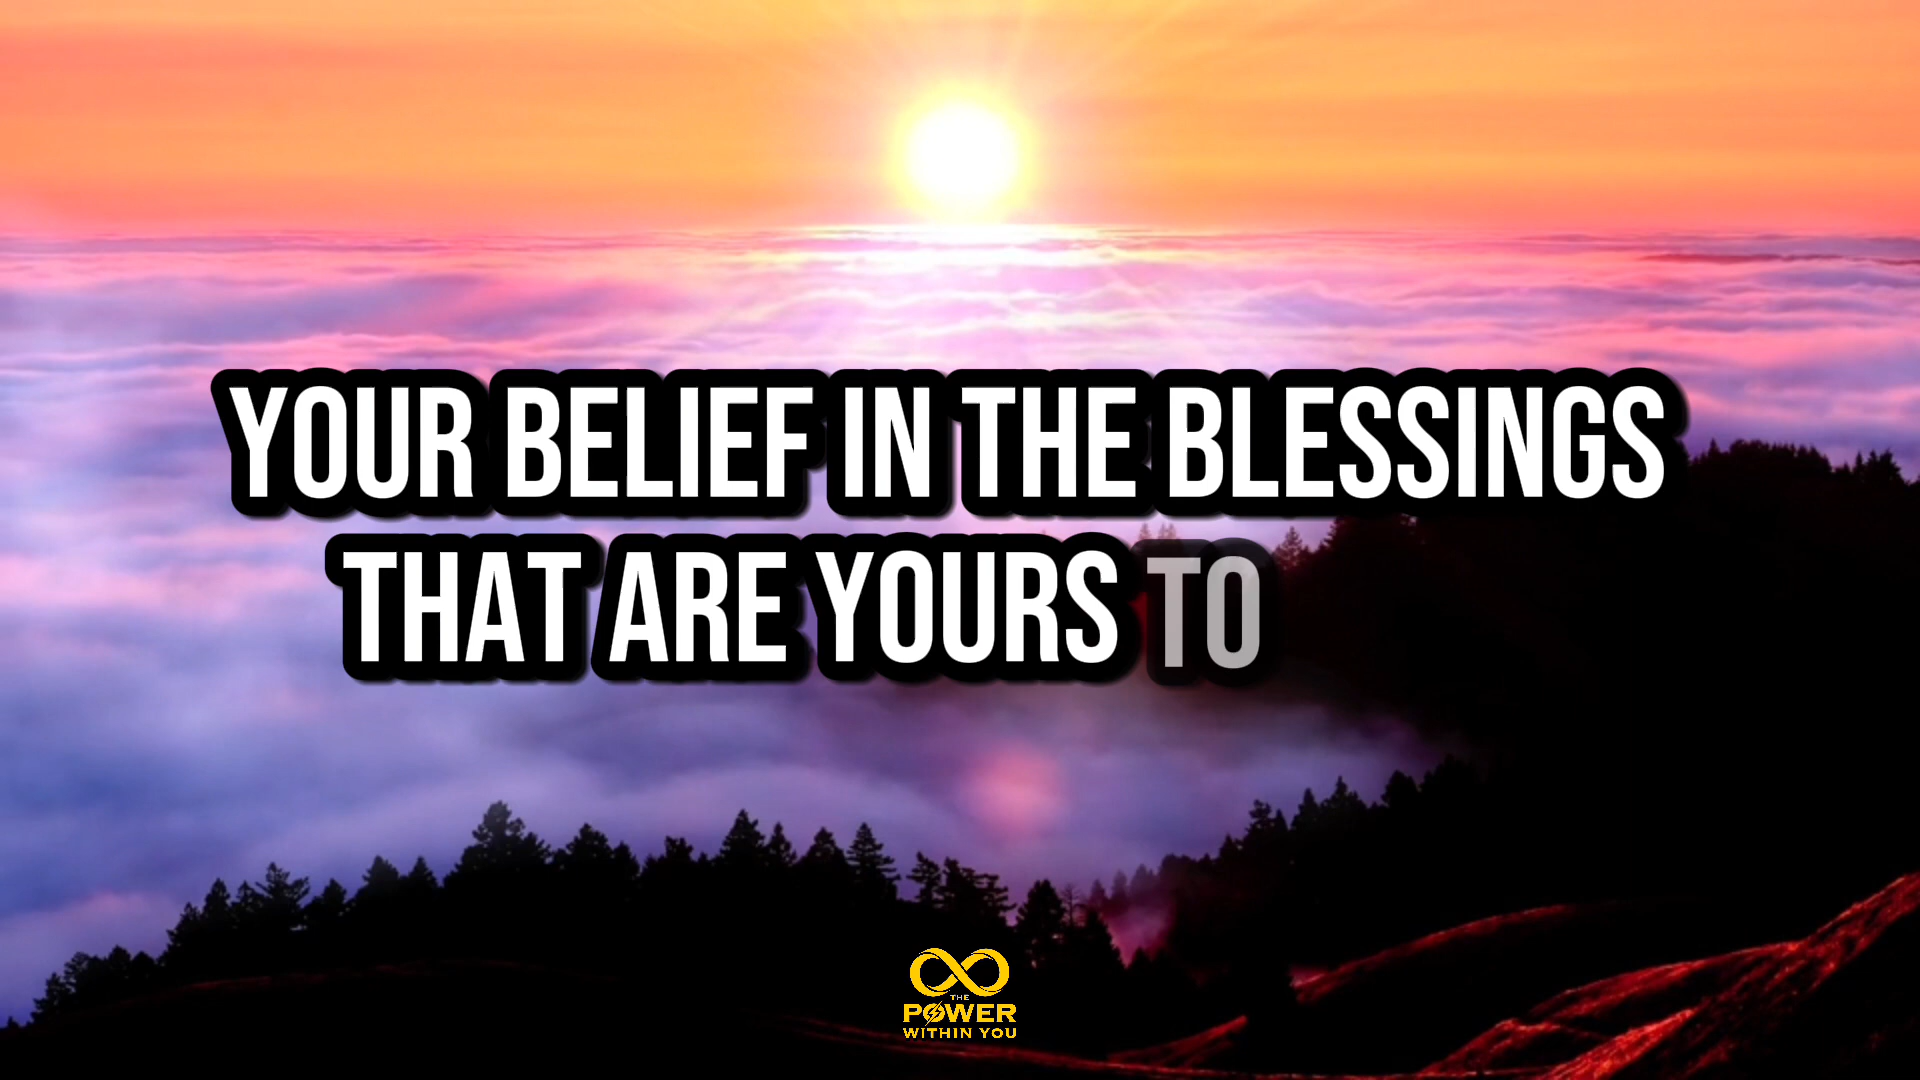 YOUR BELIEF IN THE BLESSINGS
THAT ARE YOURS TO
THE
POWER
WITHIN YOU